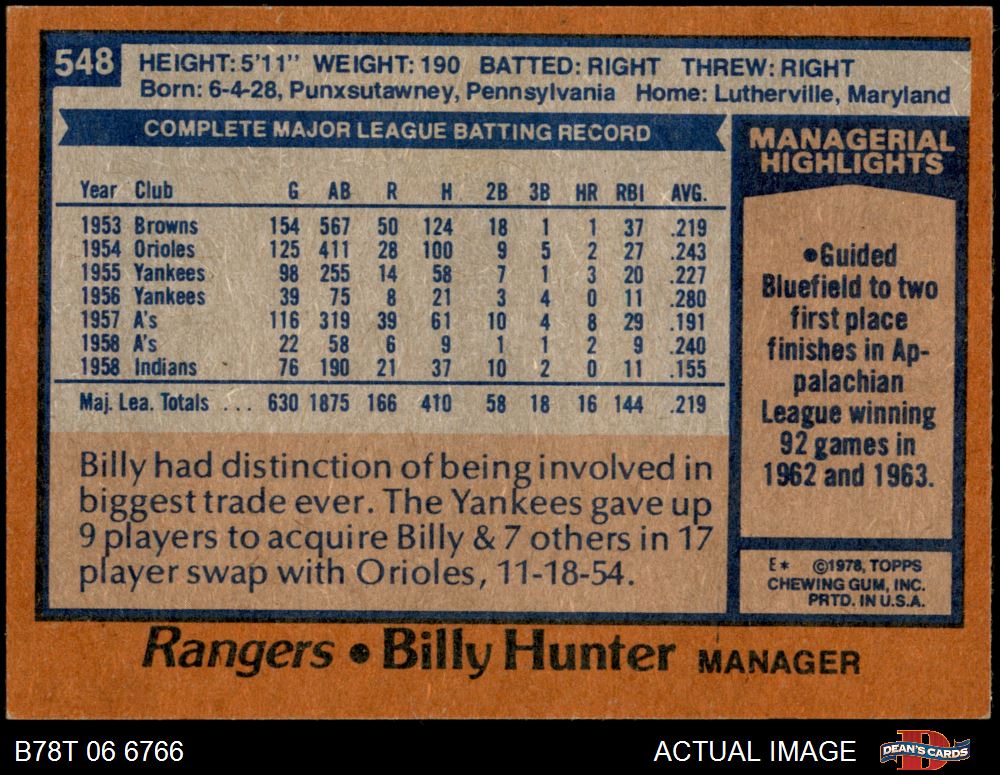 548
HEIGHT: 5'11" WEIGHT: 190 BATTED: RIGHT THREW: RIGHT
Born: 6-4-28, Punxsutawney, Pennsylvania Home: Lutherville, Maryland
COMPLETE MAJOR LEAGUE BATTING RECORD
Year Club G AB R H 2B 3B HR RBI AVG.
1953 Browns 154 567 50 124 18 1 1 37 .219
1954 Orioles 125 411 28 100 9 5 2 27 .243
1955 Yankees 98 255 14 58 7 1 3 20 .227
1956 Yankees 39 75 8 21 3 4 0 11 .280
1957 A's 116 319 39 61 10 4 8 29 .191
1958 A's 22 58 6 9 1 1 2 9 .240
1958 Indians 76 190 21 37 10 2 0 11 .155
Maj. Lea. Totals ... 630 1875 166 410 58 18 16 144 .219
Billy had distinction of being involved in
biggest trade ever. The Yankees gave up
9 players to acquire Billy & 7 others in 17
player swap with Orioles, 11-18-54.
MANAGERIAL
HIGHLIGHTS
•Guided
Bluefield to two
first place
finishes in Ap-
palachian
League winning
92 games in
1962 and 1963.
E* ©1978, TOPPS
CHEWING GUM, INC.
PRTD. IN U.S.A.
Rangers • Billy Hunter MANAGER
B78T 06 6766
ACTUAL IMAGE
DEAN'S CARDS